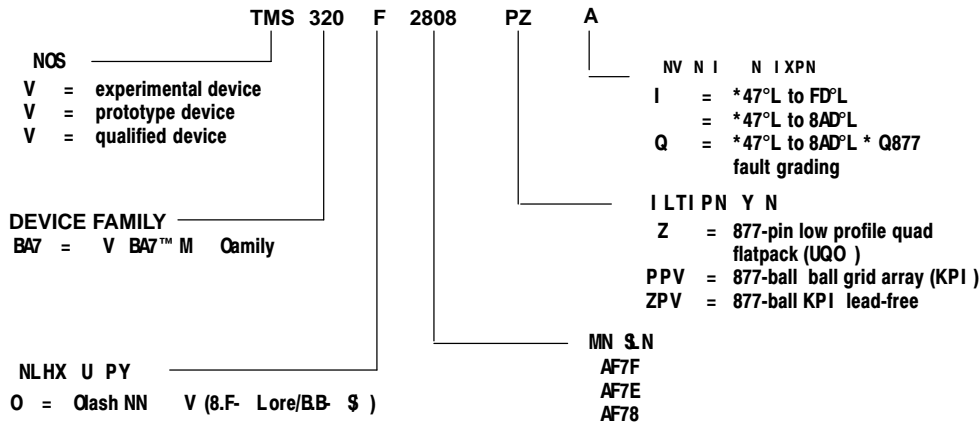 TMS 320 F 2808 PZ A
NOS
V = experimental device
V = prototype device
V = qualified device
DEVICE FAMILY
BA7 = V BA7™ M Oamily
NLHX U PY
O = Olash NN V (8.F- Lore/B.B- $ )
NV N I N I XPN
I = *47°L to FD°L
= *47°L to 8AD°L
Q = *47°L to 8AD°L * Q877
fault grading
I LTI PN Y N
Z = 877-pin low profile quad
flatpack (UQO )
PPV = 877-ball ball grid array (KPI )
ZPV = 877-ball KPI lead-free
MN $LN
AF7F
AF7E
AF78